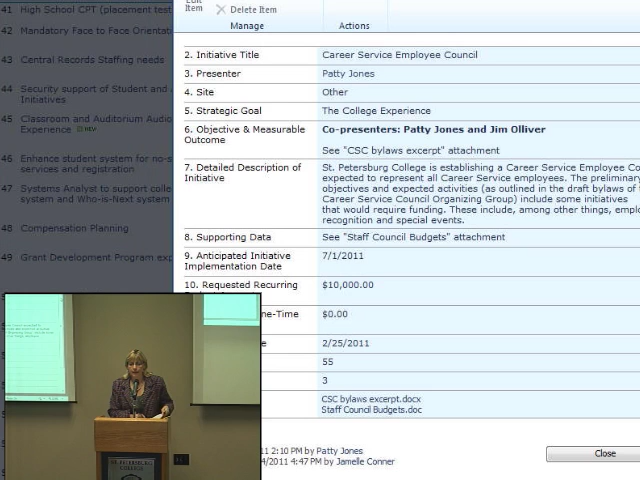 Edit
Item
Delete Item
Manage
Actions
41 High School CPT (placement test
42 Mandatory Face to Face Orientati
43 Central Records Staffing needs
44 Security support of Student and
Initiatives
45 Classroom and Auditorium Audio
Experience NEW
46 Enhance student system for no-s
services and registration
47 Systems Analyst to support colle
system and Who-is-Next system
48 Compensation Planning
49 Grant Development Program exp
2. Initiative Title Career Service Employee Council
3. Presenter Patty Jones
4. Site Other
5. Strategic Goal The College Experience
6. Objective & Measurable Outcome Co-presenters: Patty Jones and Jim Olliver
See "CSC bylaws excerpt" attachment
7. Detailed Description of Initiative St. Petersburg College is establishing a Career Service Employee Co
expected to represent all Career Service employees. The preliminary
objectives and expected activities (as outlined in the draft bylaws of
Career Service Council Organizing Group) include some initiatives
that would require funding. These include, among other things, emplo
recognition and special events.
8. Supporting Data See "Staff Council Budgets" attachment
9. Anticipated Initiative Implementation Date 7/1/2011
10. Requested Recurring $10,000.00
ne-Time $0.00
e 2/25/2011
55
3
CSC bylaws excerpt.docx
Staff Council Budgets.doc
11 2:10 PM by Patty Jones
4/2011 4:47 PM by Jamelle Conner
Close
ST. PETERSBURG
COLLEGE